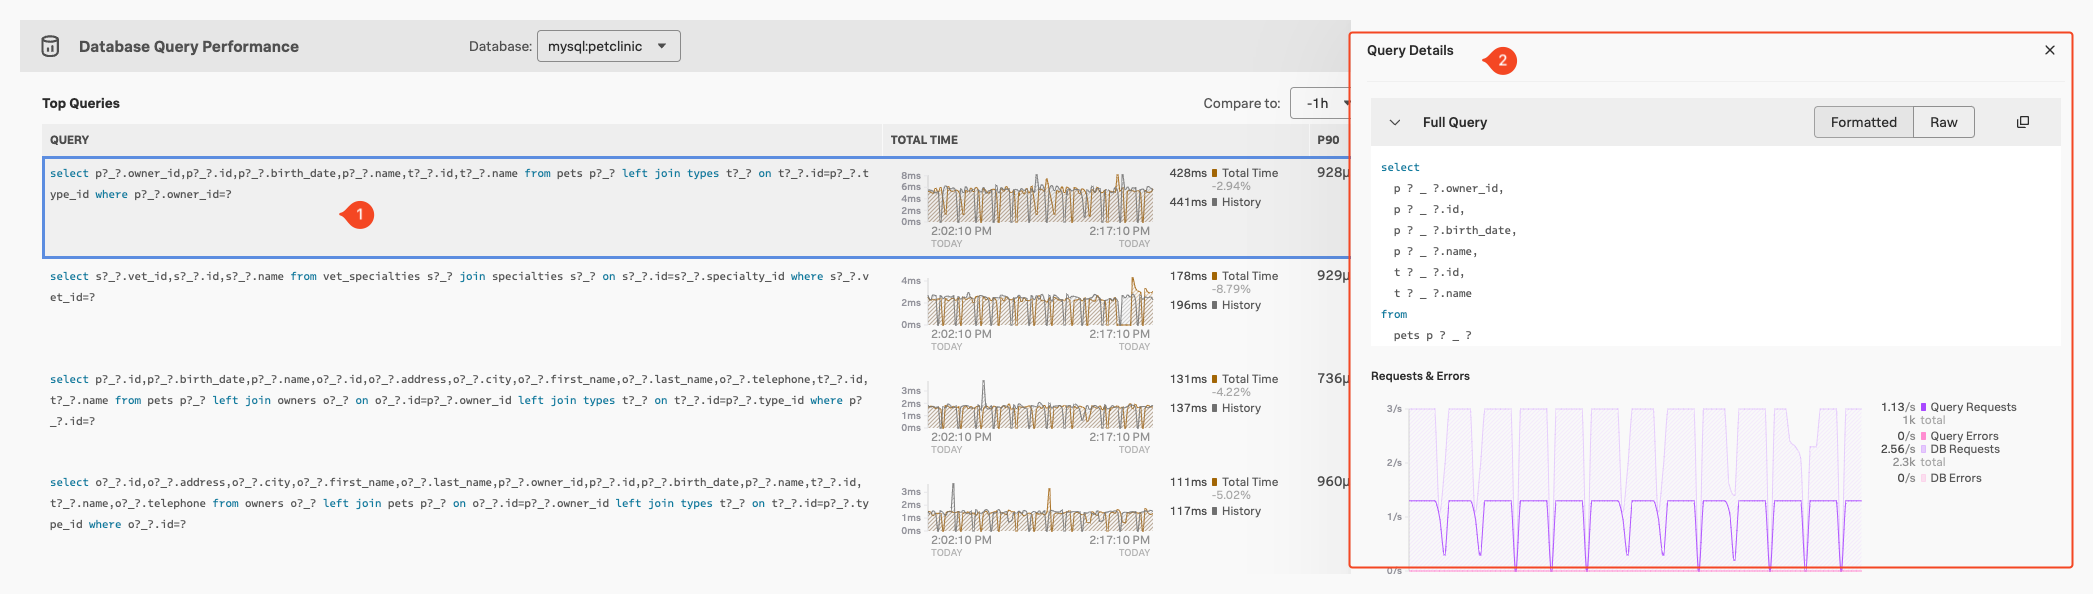 Database Query Performance
Database: mysql:petclinic
Top Queries
Compare to: -1h
QUERY TOTAL TIME P90
select p?_?.owner_id,p?_?.id,p?_?.birth_date,p?_?.name,t?_?.id,t?_?.name from pets p?_? left join types t?_? on t?_?.id=p?_?.t
ype_id where p?_?.owner_id=?
1
8ms
6ms
4ms
2ms
0ms
2:02:10 PM 2:17:10 PM
TODAY TODAY
428ms Total Time
-2.94%
441ms History
928µ
select s?_?.vet_id,s?_?.id,s?_?.name from vet_specialties s?_? join specialties s?_? on s?_?.id=s?_?.specialty_id where s?_?.v
et_id=?
4ms
2ms
0ms
2:02:10 PM 2:17:10 PM
TODAY TODAY
178ms Total Time
-8.79%
196ms History
929µ
select p?_?.id,p?_?.birth_date,p?_?.name,o?_?.id,o?_?.address,o?_?.city,o?_?.first_name,o?_?.last_name,o?_?.telephone,t?_?.id,
t?_?.name from pets p?_? left join owners o?_? on o?_?.id=p?_?.owner_id left join types t?_? on t?_?.id=p?_?.type_id where p?
_?.id=?
3ms
2ms
1ms
0ms
2:02:10 PM 2:17:10 PM
TODAY TODAY
131ms Total Time
-4.22%
137ms History
736µ
select o?_?.id,o?_?.address,o?_?.city,o?_?.first_name,o?_?.last_name,p?_?.owner_id,p?_?.id,p?_?.birth_date,p?_?.name,t?_?.id,
t?_?.name,o?_?.telephone from owners o?_? left join pets p?_? on o?_?.id=p?_?.owner_id left join types t?_? on t?_?.id=p?_?.ty
pe_id where o?_?.id=?
3ms
2ms
1ms
0ms
2:02:10 PM 2:17:10 PM
TODAY TODAY
111ms Total Time
-5.02%
117ms History
960µ
Query Details
2
Full Query Formatted Raw
select
p ? _ ?.owner_id,
p ? _ ?.id,
p ? _ ?.birth_date,
p ? _ ?.name,
t ? _ ?.id,
t ? _ ?.name
from
pets p ? _ ?
Requests & Errors
3/s
2/s
1/s
0/s
1.13/s Query Requests
1k total
0/s Query Errors
2.56/s DB Requests
2.3k total
0/s DB Errors